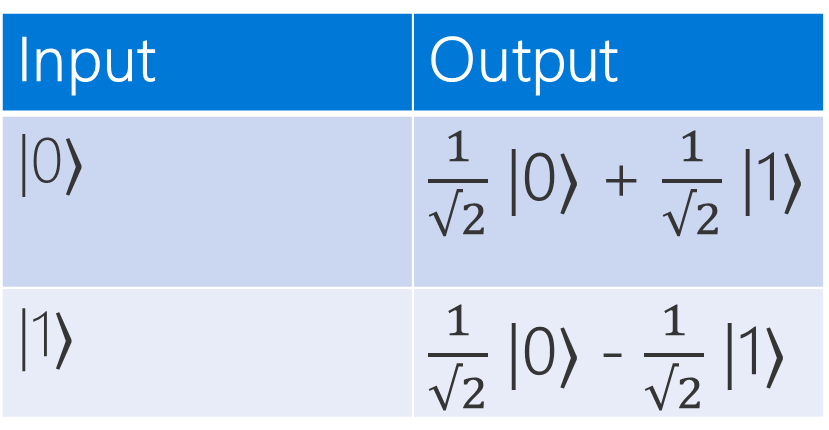 Input Output
|0⟩ 1/√2 |0⟩ + 1/√2 |1⟩
|1⟩ 1/√2 |0⟩ - 1/√2 |1⟩